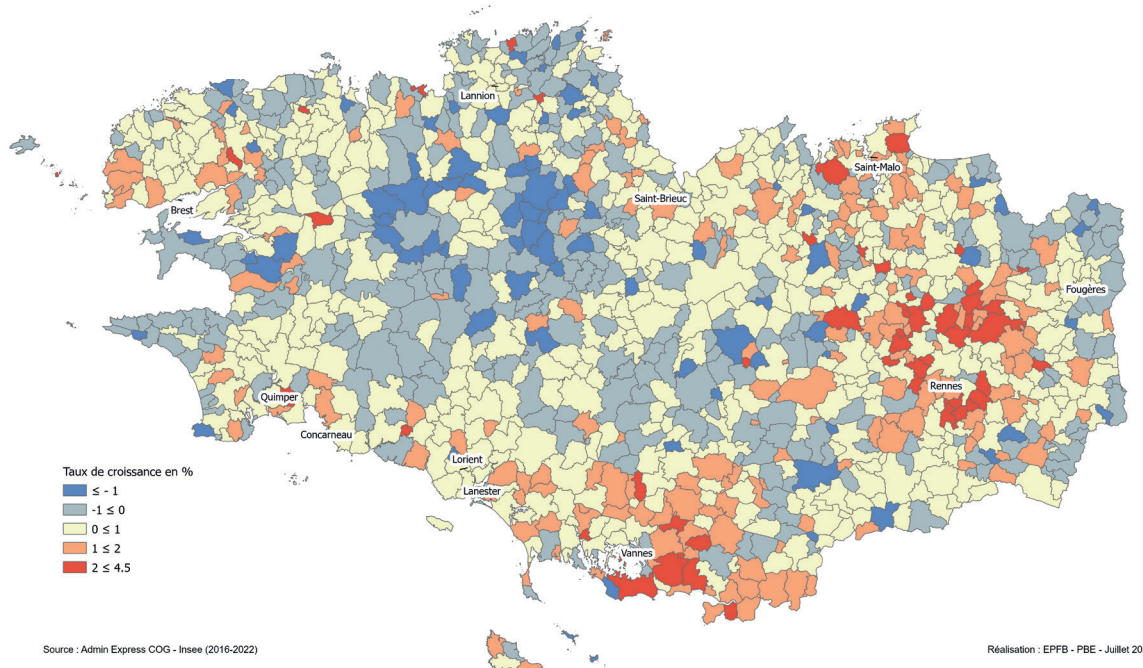 Lannion
Saint-Malo
Saint-Brieuc
Brest
Fougères
Rennes
Quimper
Concarneau
Lorient
Taux de croissance en %
≤ - 1
Lanester
-1 ≤ 0
0 ≤ 1
1 ≤ 2
Vannes
2 ≤ 4.5
Source : Admin Express COG - Insee (2016-2022)
Réalisation : EPFB - PBE - Juillet 20